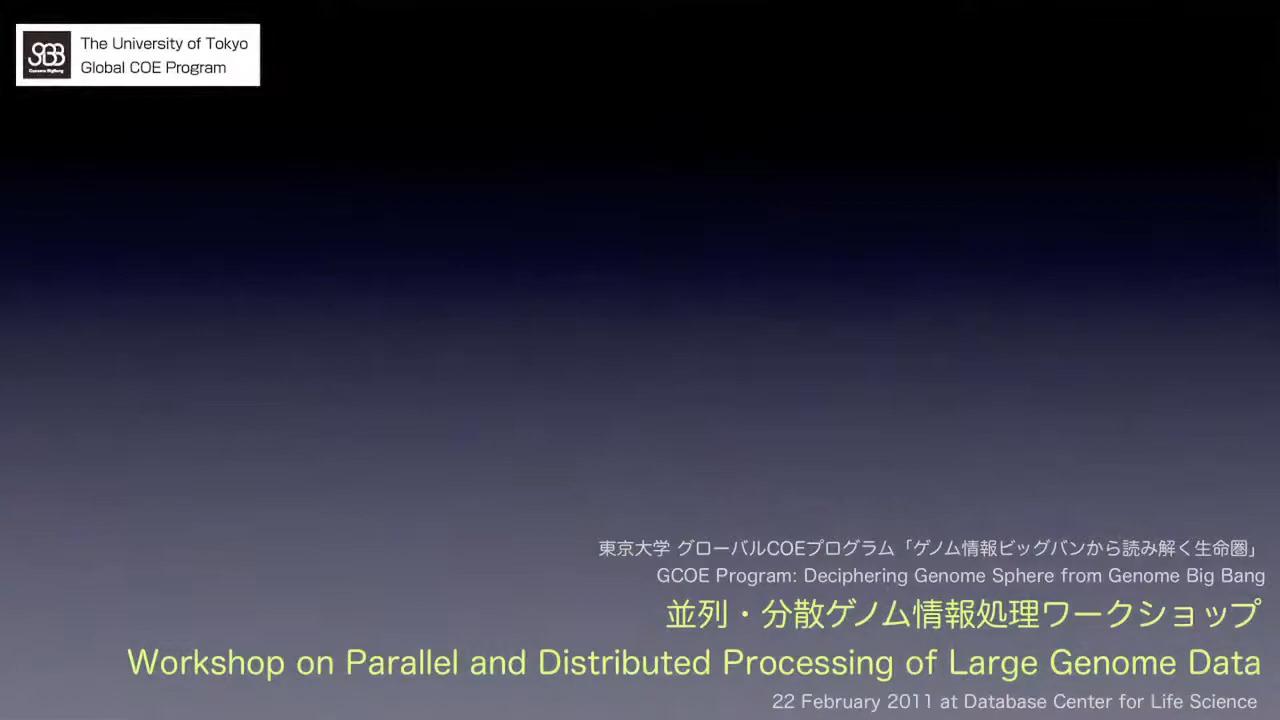 The University of Tokyo
Global COE Program
東京大学 グローバルCOEプログラム「ゲノム情報ビッグバンから読み解く生命圏」
GCOE Program: Deciphering Genome Sphere from Genome Big Bang
並列・分散ゲノム情報処理ワークショップ
Workshop on Parallel and Distributed Processing of Large Genome Data
22 February 2011 at Database Center for Life Science